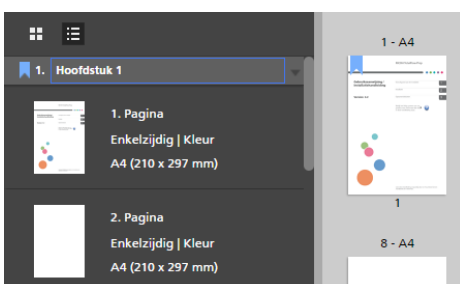 1. Hoofdstuk 1
1. Pagina
Enkelzijdig | Kleur
A4 (210 x 297 mm)
2. Pagina
Enkelzijdig | Kleur
A4 (210 x 297 mm)
1 - A4
1
8 - A4